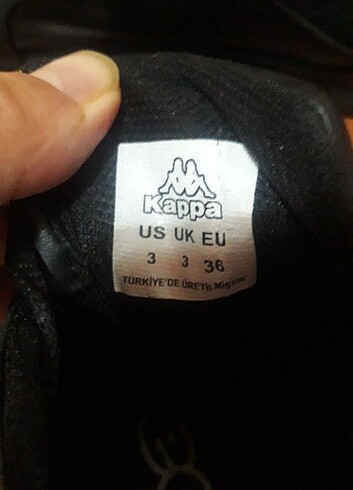 Kappa
US UK EU
3 3 36
TÜRKİYE'DE ÜRETİLMİŞTİR